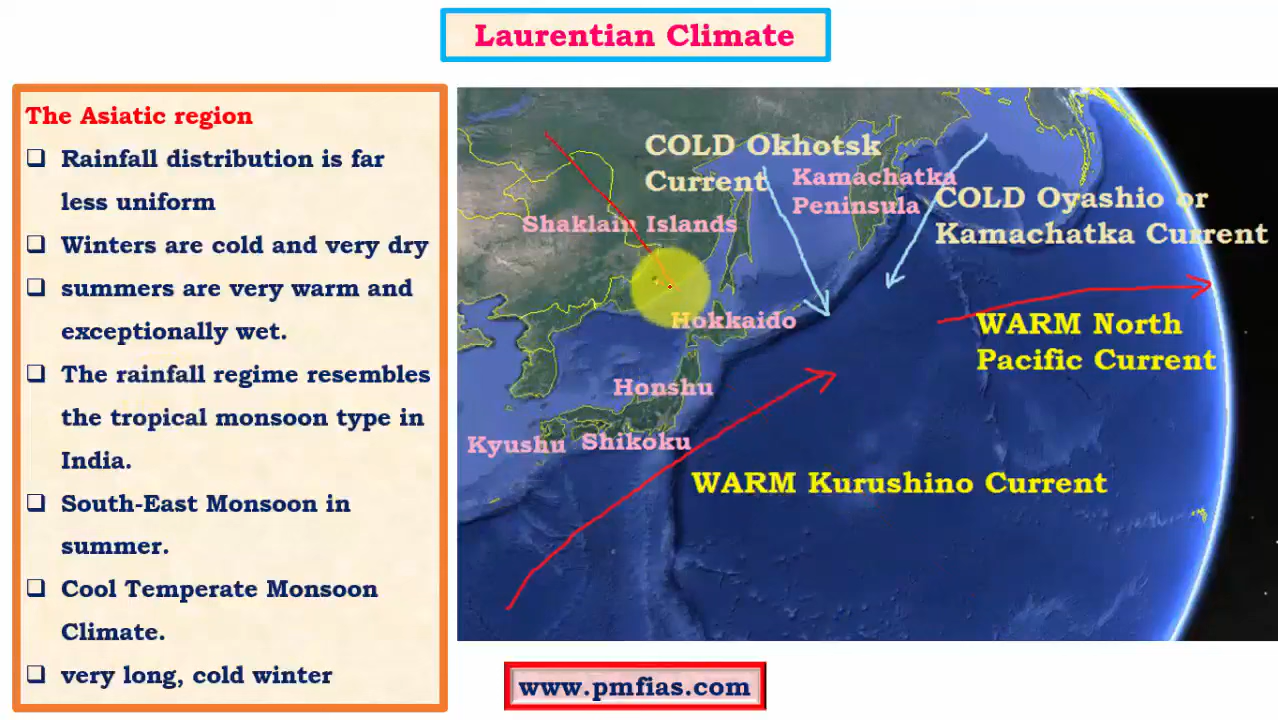 Laurentian Climate
The Asiatic region
Rainfall distribution is far
less uniform
Winters are cold and very dry
summers are very warm and
exceptionally wet.
The rainfall regime resembles
the tropical monsoon type in
India.
South-East Monsoon in
summer.
Cool Temperate Monsoon
Climate.
very long, cold winter
COLD Okhotsk
Current
Kamachatka
Peninsula
COLD Oyashio or
Kamachatka Current
Shaklain Islands
Hokkaido
WARM North
Pacific Current
Honshu
Kyushu
Shikoku
WARM Kurushino Current
www.pmfias.com